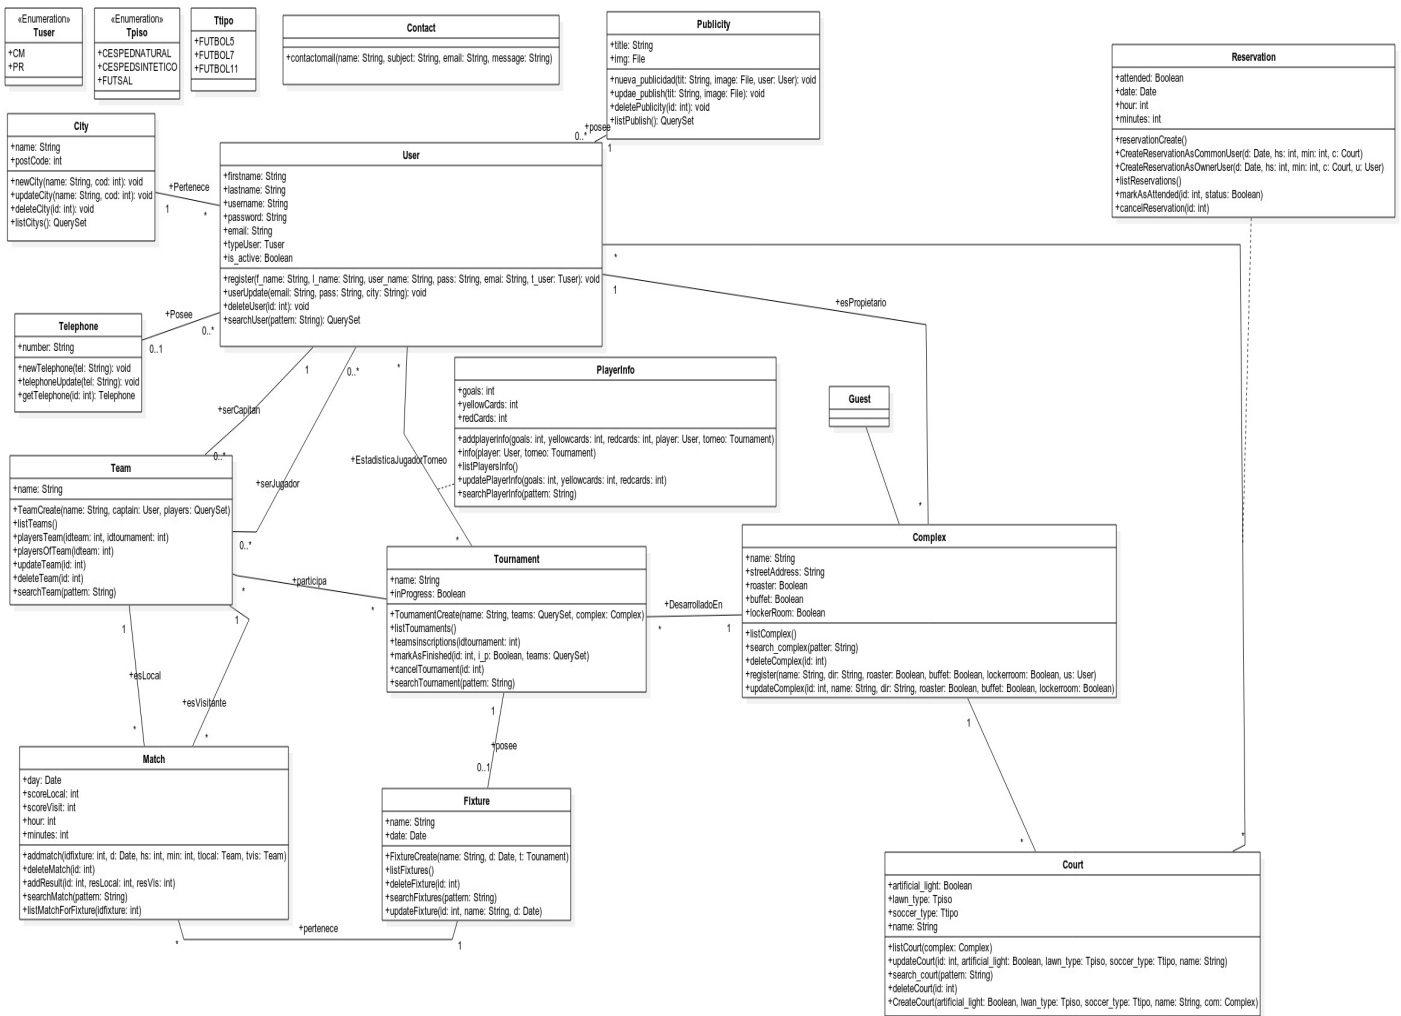 «Enumeration»
Tuser
+CM
+PR
«Enumeration»
Tpiso
+CESPEDNATURAL
+CESPEDSINTETICO
+FUTSAL
Ttipo
+FUTBOL5
+FUTBOL7
+FUTBOL11
Contact
+contactomail(name: String, subject: String, email: String, message: String)
Publicity
+title: String
+img: File
+nueva_publicidad(tit: String, image: File, user: User): void
+updae_publish(tit: String, image: File): void
+deletePublicity(id: int): void
+listPublish(): QuerySet
Reservation
+attended: Boolean
+date: Date
+hour: int
+minutes: int
+reservationCreate()
+CreateReservationAsCommonUser(d: Date, hs: int, min: int, c: Court)
+CreateReservationAsOwnerUser(d: Date, hs: int, min: int, c: Court, u: User)
+listReservations()
+markAsAttended(id: int, status: Boolean)
+cancelReservation(id: int)
City
+name: String
+postCode: int
+newCity(name: String, cod: int): void
+updateCity(name: String, cod: int): void
+deleteCity(id: int): void
+listCitys(): QuerySet
+Pertenece
1
*
+posee
0..*
1
User
+firstname: String
+lastname: String
+username: String
+password: String
+email: String
+typeUser: Tuser
+is_active: Boolean
+register(f_name: String, l_name: String, user_name: String, pass: String, emai: String, t_user: Tuser): void
+userUpdate(email: String, pass: String, city: String): void
+deleteUser(id: int): void
+searchUser(pattern: String): QuerySet
*
1
+esPropietario
Telephone
+number: String
+newTelephone(tel: String): void
+telephoneUpdate(tel: String): void
+getTelephone(id: int): Telephone
+Posee
0..*
0..1
1
0..*
*
+serCapitan
0..*
+serJugador
0..*
+EstadisticaJugadorTorneo
*
PlayerInfo
+goals: int
+yellowCards: int
+redCards: int
+addplayerinfo(goals: int, yellowcards: int, redcards: int, player: User, torneo: Tournament)
+info(player: User, torneo: Tournament)
+listPlayersInfo()
+updatePlayerInfo(goals: int, yellowcards: int, redcards: int)
+searchPlayerInfo(pattern: String)
Guest
*
Team
+name: String
+TeamCreate(name: String, captain: User, players: QuerySet)
+listTeams()
+playersTeam(idteam: int, idtournament: int)
+playersOfTeam(idteam: int)
+updateTeam(id: int)
+deleteTeam(id: int)
+searchTeam(pattern: String)
+participa
*
*
Tournament
+name: String
+inProgress: Boolean
+TournamentCreate(name: String, teams: QuerySet, complex: Complex)
+listTournaments()
+teamsinscriptions(idtournament: int)
+markAsFinished(id: int, i_p: Boolean, teams: QuerySet)
+cancelTournament(id: int)
+searchTournament(pattern: String)
+DesarrolladoEn
*
1
Complex
+name: String
+streetAddress: String
+roaster: Boolean
+buffet: Boolean
+lockerRoom: Boolean
+listComplex()
+search_complex(patter: String)
+deleteComplex(id: int)
+register(name: String, dir: String, roaster: Boolean, buffet: Boolean, lockerroom: Boolean, us: User)
+updateComplex(id: int, name: String, dir: String, roaster: Boolean, buffet: Boolean, lockerroom: Boolean)
1
1
+esLocal
+esVisitante
*
*
1
+posee
0..1
1
*
*
Match
+day: Date
+scoreLocal: int
+scoreVisit: int
+hour: int
+minutes: int
+addmatch(idfixture: int, d: Date, hs: int, min: int, tlocal: Team, tvis: Team)
+deleteMatch(id: int)
+addResult(id: int, resLocal: int, resVis: int)
+searchMatch(pattern: String)
+listMatchForFixture(idfixture: int)
Fixture
+name: String
+date: Date
+FixtureCreate(name: String, d: Date, t: Tounament)
+listFixtures()
+deleteFixture(id: int)
+searchFixtures(pattern: String)
+updateFixture(id: int, name: String, d: Date)
*
+pertenece
1
Court
+artificial_light: Boolean
+lawn_type: Tpiso
+soccer_type: Ttipo
+name: String
+listCourt(complex: Complex)
+updateCourt(id: int, artificial_light: Boolean, lawn_type: Tpiso, soccer_type: Ttipo, name: String)
+search_court(pattern: String)
+deleteCourt(id: int)
+CreateCourt(artificial_light: Boolean, lwan_type: Tpiso, soccer_type: Ttipo, name: String, com: Complex)